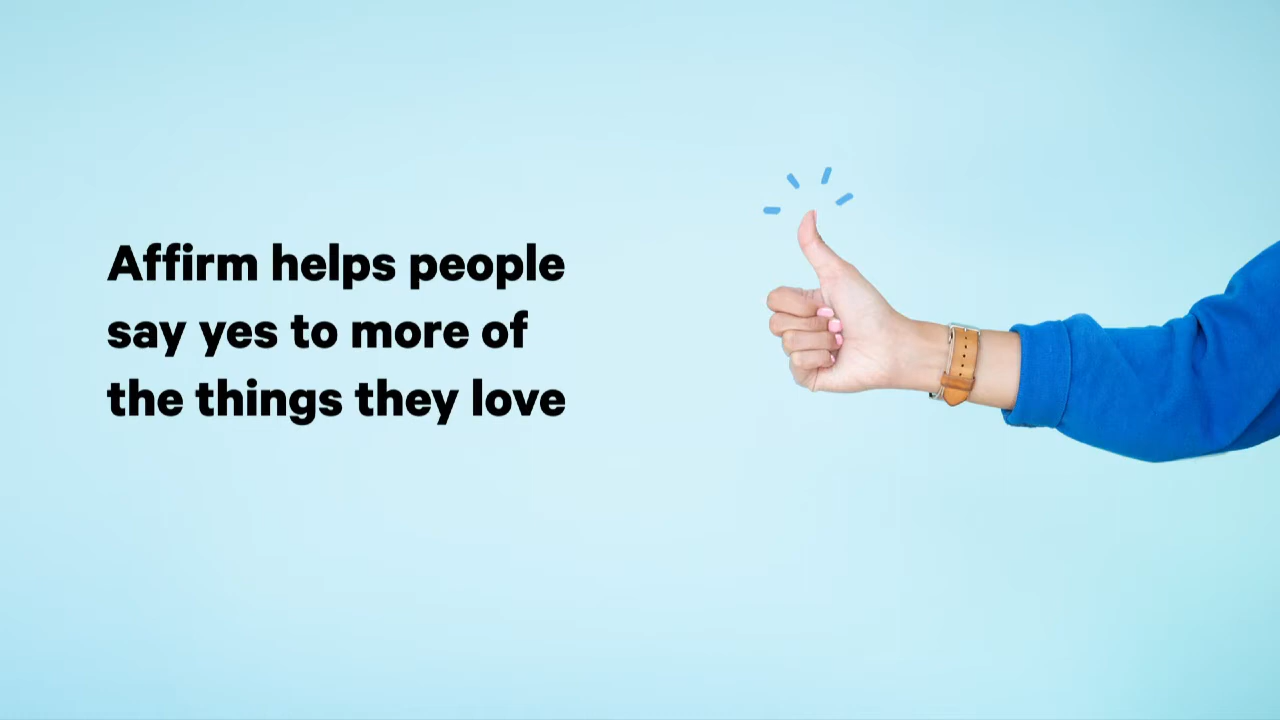 Affirm helps people
say yes to more of
the things they love